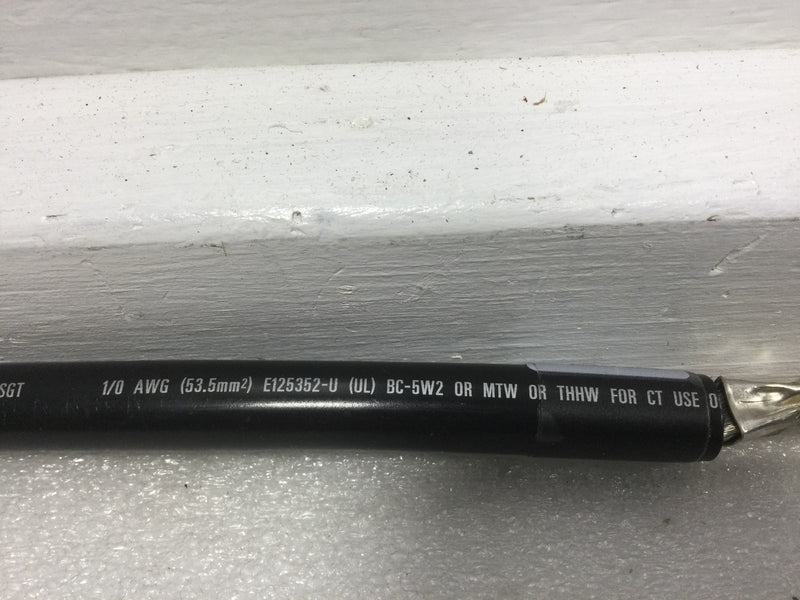 SGT 1/0 AWG (53.5mm²) E125352-U (UL) BC-5W2 OR MTW OR THHW FOR CT USE O